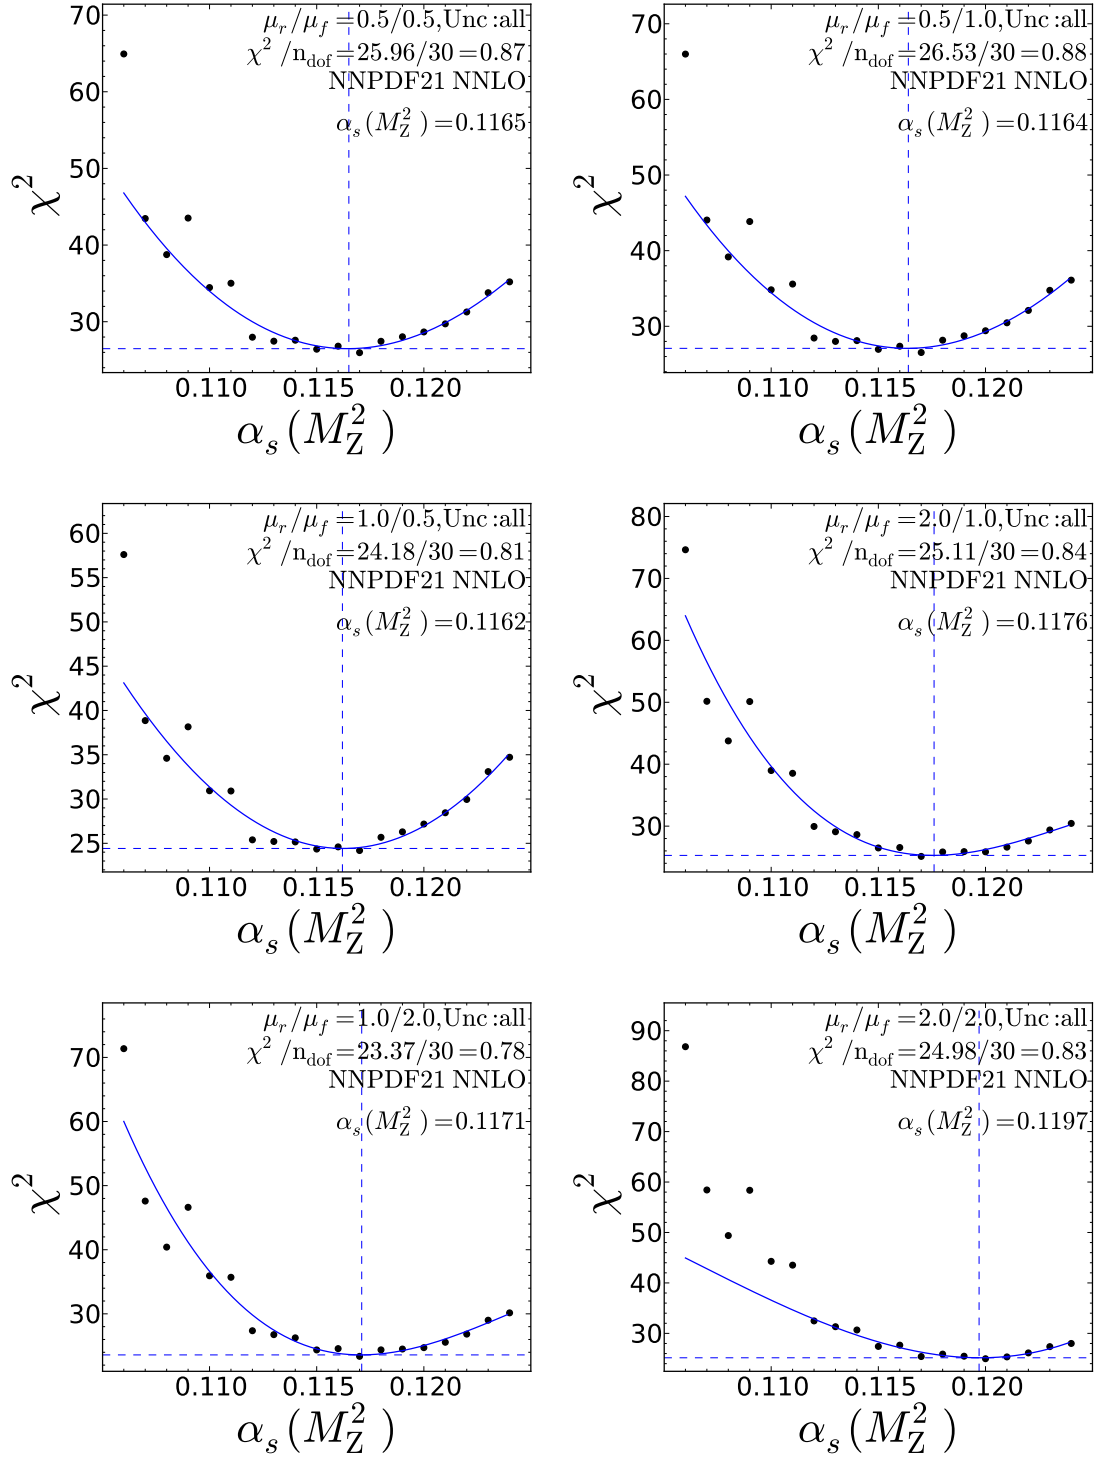 μr/μf=0.5/0.5,Unc:all
χ²/ndof=25.96/30=0.87
NNPDF21 NNLO
αs(M²Z)=0.1165
70
60
50
40
30
χ²
0.110 0.115 0.120
αs(M²Z)
μr/μf=0.5/1.0,Unc:all
χ²/ndof=26.53/30=0.88
NNPDF21 NNLO
αs(M²Z)=0.1164
70
60
50
40
30
χ²
0.110 0.115 0.120
αs(M²Z)
μr/μf=1.0/0.5,Unc:all
χ²/ndof=24.18/30=0.81
NNPDF21 NNLO
αs(M²Z)=0.1162
60
55
50
45
40
35
30
25
χ²
0.110 0.115 0.120
αs(M²Z)
μr/μf=2.0/1.0,Unc:all
χ²/ndof=25.11/30=0.84
NNPDF21 NNLO
αs(M²Z)=0.1176
80
70
60
50
40
30
χ²
0.110 0.115 0.120
αs(M²Z)
μr/μf=1.0/2.0,Unc:all
χ²/ndof=23.37/30=0.78
NNPDF21 NNLO
αs(M²Z)=0.1171
70
60
50
40
30
χ²
0.110 0.115 0.120
αs(M²Z)
μr/μf=2.0/2.0,Unc:all
χ²/ndof=24.98/30=0.83
NNPDF21 NNLO
αs(M²Z)=0.1197
90
80
70
60
50
40
30
χ²
0.110 0.115 0.120
αs(M²Z)